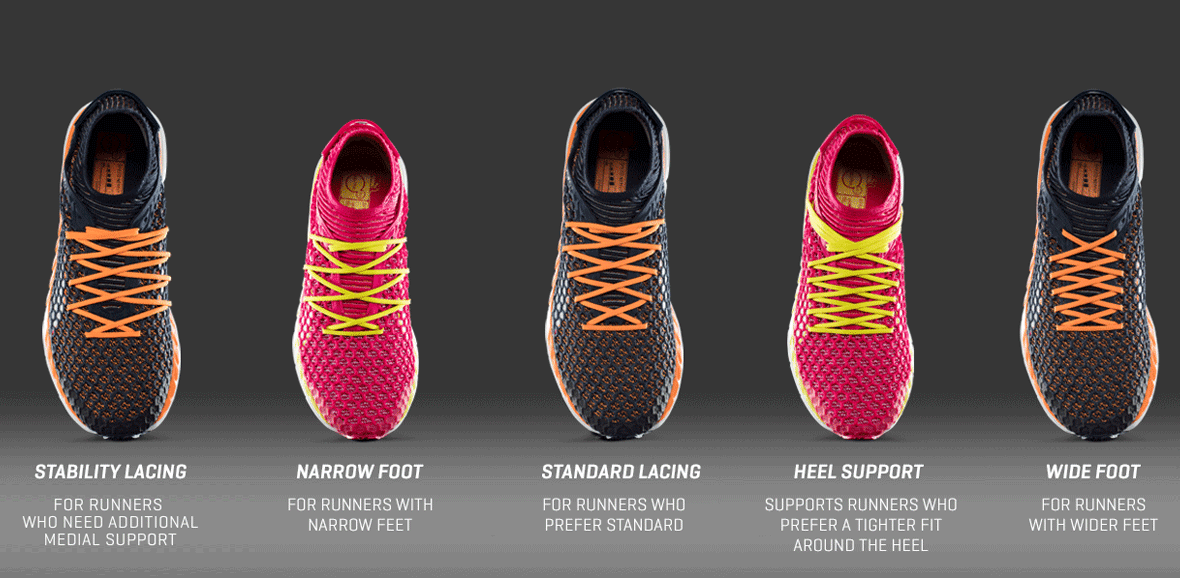 STABILITY LACING
FOR RUNNERS
WHO NEED ADDITIONAL
MEDIAL SUPPORT
NARROW FOOT
FOR RUNNERS WITH
NARROW FEET
STANDARD LACING
FOR RUNNERS WHO
PREFER STANDARD
HEEL SUPPORT
SUPPORTS RUNNERS WHO
PREFER A TIGHTER FIT
AROUND THE HEEL
WIDE FOOT
FOR RUNNERS
WITH WIDER FEET